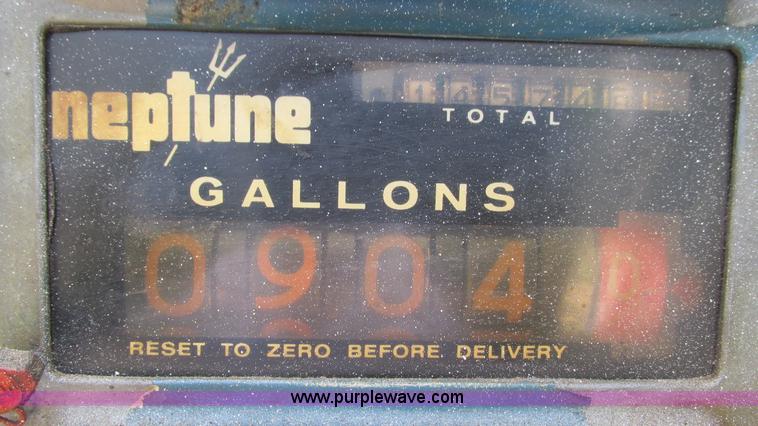 neptune
TOTAL
GALLONS
0904
RESET TO ZERO BEFORE DELIVERY
www.purplewave.com